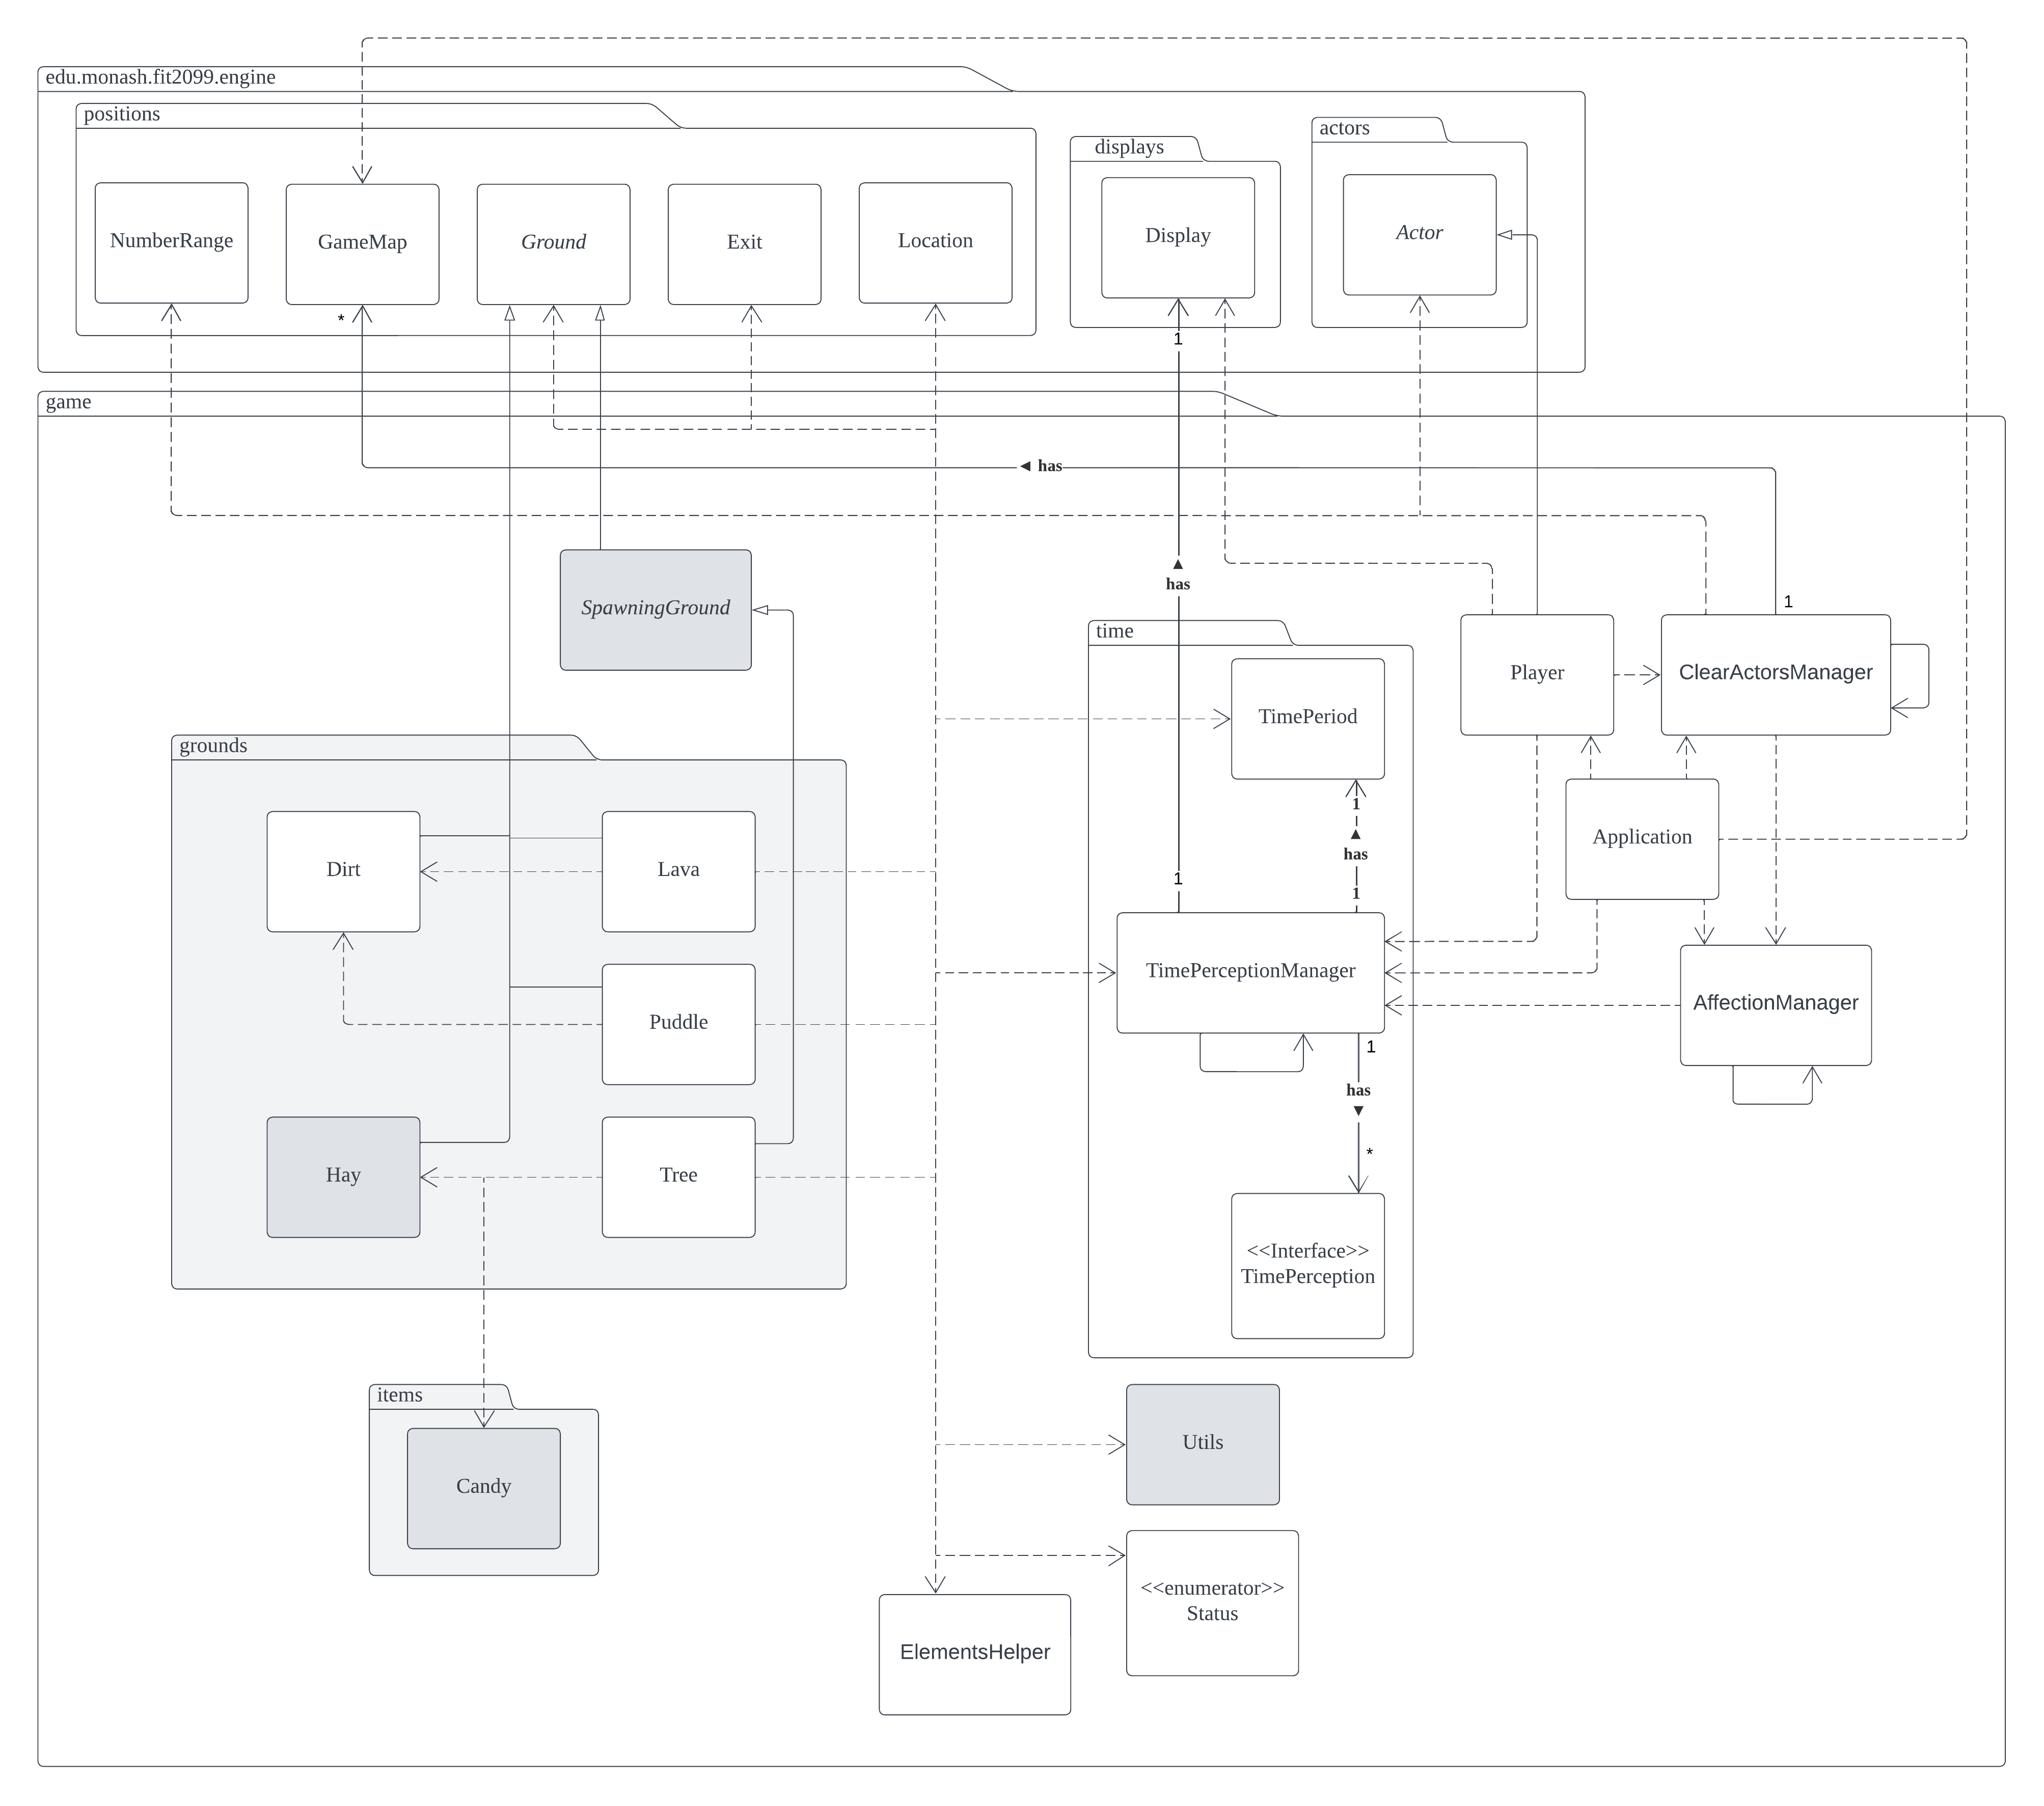 edu.monash.fit2099.engine
positions
displays
actors
NumberRange
GameMap
Ground
Exit
Location
Display
Actor
*
1
game
◄ has
▲
has
SpawningGround
1
time
TimePeriod
Player
ClearActorsManager
grounds
1
▲
has
1
Application
Dirt
Lava
1
TimePerceptionManager
AffectionManager
Puddle
1
has
▼
*
Hay
Tree
<<Interface>>
TimePerception
items
Candy
Utils
<<enumerator>>
Status
ElementsHelper